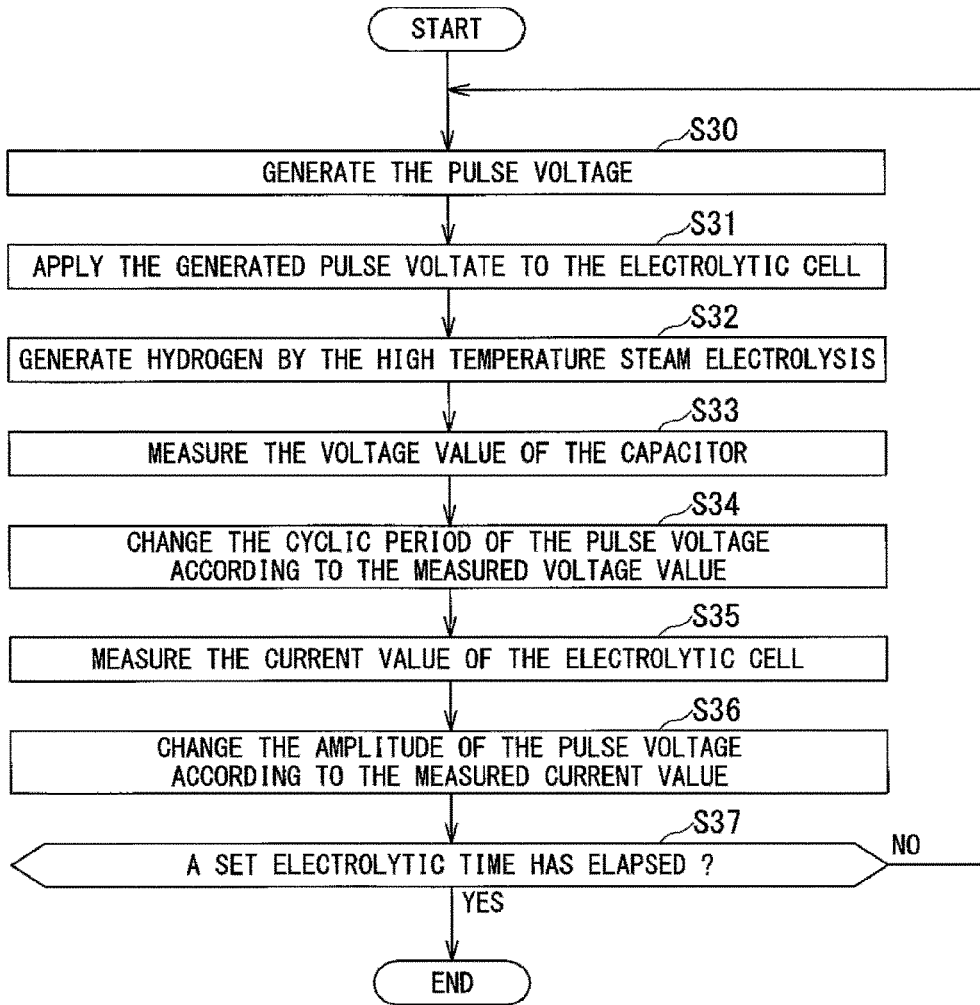 START
S30
GENERATE THE PULSE VOLTAGE
S31
APPLY THE GENERATED PULSE VOLTATE TO THE ELECTROLYTIC CELL
S32
GENERATE HYDROGEN BY THE HIGH TEMPERATURE STEAM ELECTROLYSIS
S33
MEASURE THE VOLTAGE VALUE OF THE CAPACITOR
S34
CHANGE THE CYCLIC PERIOD OF THE PULSE VOLTAGE
ACCORDING TO THE MEASURED VOLTAGE VALUE
S35
MEASURE THE CURRENT VALUE OF THE ELECTROLYTIC CELL
S36
CHANGE THE AMPLITUDE OF THE PULSE VOLTAGE
ACCORDING TO THE MEASURED CURRENT VALUE
S37
A SET ELECTROLYTIC TIME HAS ELAPSED ?
NO
YES
END